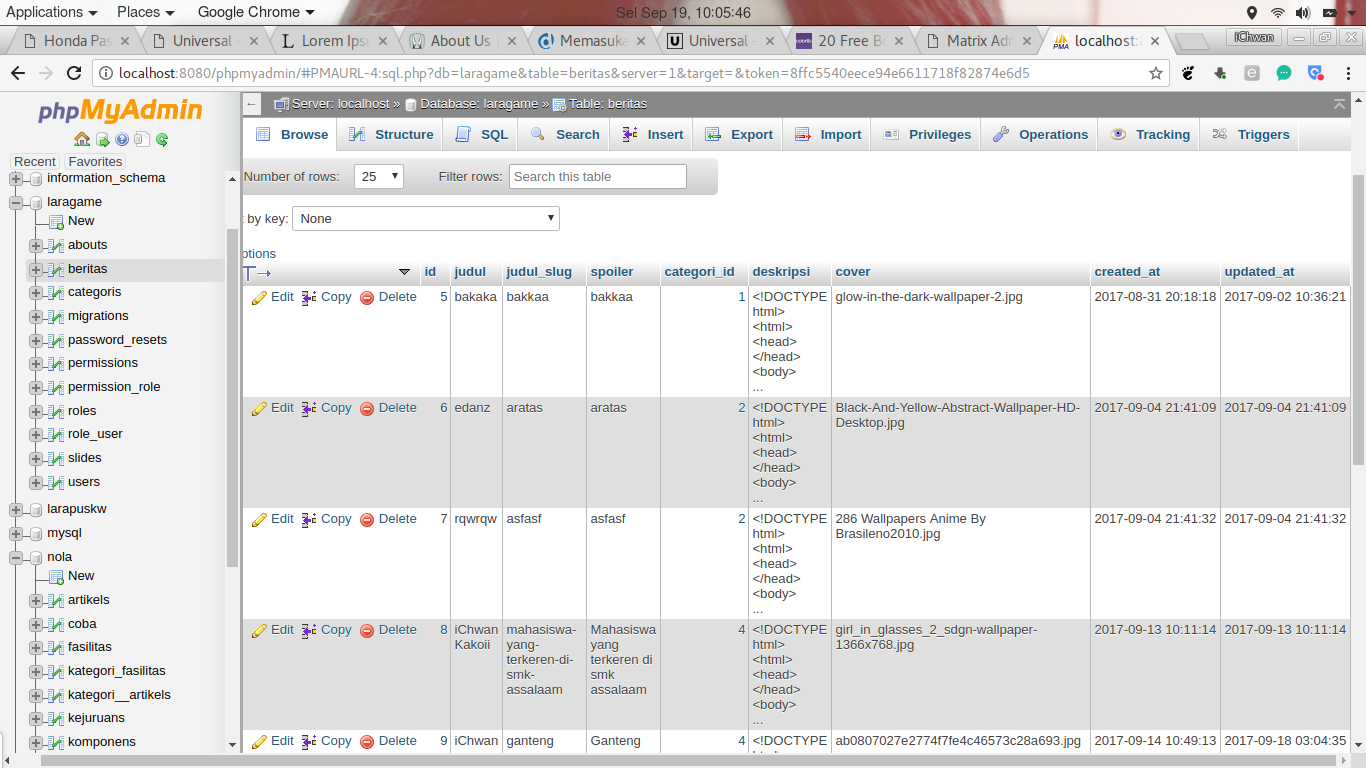 Applications Places Google Chrome Sel Sep 19, 10:05:46
Honda Pa Universal Lorem Ips About Us Memasuk Universal 20 Free B Matrix Ad localhost: iChwan
localhost:8080/phpmyadmin/#PMAURL-4:sql.php?db=laragame&table=beritas&server=1&target=&token=8ffc5540eece94e6611718f82874e6d5
phpMyAdmin
Recent Favorites
information_schema
laragame
New
abouts
beritas
categoris
migrations
password_resets
permissions
permission_role
roles
role_user
slides
users
larapuskw
mysql
nola
New
artikels
coba
fasilitas
kategori_fasilitas
kategori__artikels
kejuruans
komponens
Server: localhost » Database: laragame » Table: beritas
Browse Structure SQL Search Insert Export Import Privileges Operations Tracking Triggers
Number of rows: 25 Filter rows: Search this table
by key: None
ptions
id judul judul_slug spoiler categori_id deskripsi cover created_at updated_at
Edit Copy Delete 5 bakaka bakkaa bakkaa 1 <!DOCTYPE glow-in-the-dark-wallpaper-2.jpg 2017-08-31 20:18:18 2017-09-02 10:36:21
html>
<html>
<head>
</head>
<body>
...
Edit Copy Delete 6 edanz aratas aratas 2 <!DOCTYPE Black-And-Yellow-Abstract-Wallpaper-HD- 2017-09-04 21:41:09 2017-09-04 21:41:09
html> Desktop.jpg
<html>
<head>
</head>
<body>
...
Edit Copy Delete 7 rqwrqw asfasf asfasf 2 <!DOCTYPE 286 Wallpapers Anime By 2017-09-04 21:41:32 2017-09-04 21:41:32
html> Brasileno2010.jpg
<html>
<head>
</head>
<body>
...
Edit Copy Delete 8 iChwan mahasiswa- Mahasiswa 4 <!DOCTYPE girl_in_glasses_2_sdgn-wallpaper- 2017-09-13 10:11:14 2017-09-13 10:11:14
Kakoii yang- yang html> 1366x768.jpg
terkeren-di- terkeren di <html>
smk- smk <head>
assalaam assalaam </head>
<body>
...
Edit Copy Delete 9 iChwan ganteng Ganteng 4 <!DOCTYPE ab0807027e2774f7fe4c46573c28a693.jpg 2017-09-14 10:49:13 2017-09-18 03:04:35